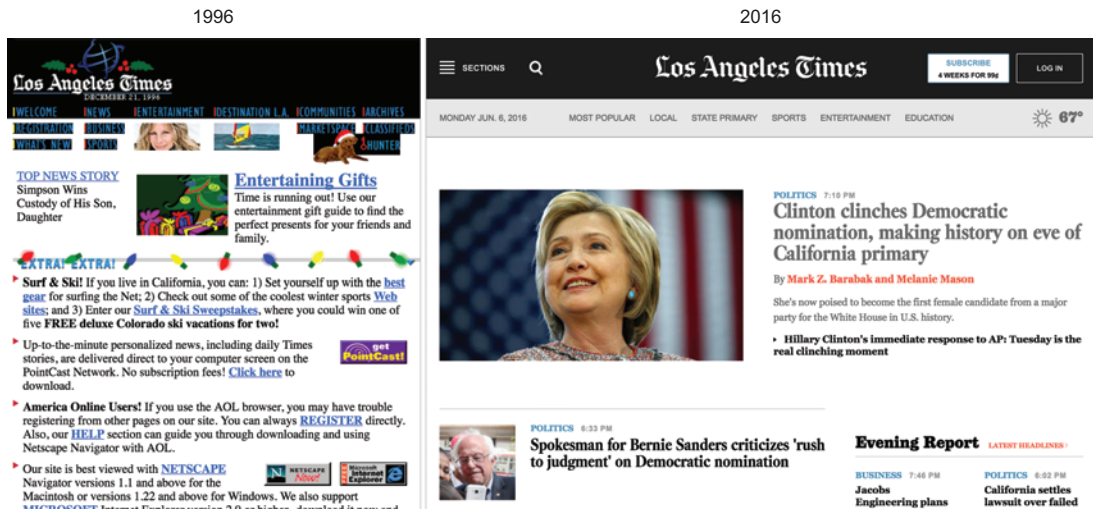 1996
2016
Los Angeles Times
DECEMBER 21, 1996
WELCOME NEWS ENTERTAINMENT DESTINATION L.A. COMMUNITIES ARCHIVES
REGISTRATION BUSINESS MARKETSPACE CLASSIFIEDS
WHAT'S NEW SPORTS HUNTER
TOP NEWS STORY
Simpson Wins
Custody of His Son,
Daughter
Entertaining Gifts
Time is running out! Use our
entertainment gift guide to find the
perfect presents for your friends and
family.
EXTRA! EXTRA!
Surf & Ski! If you live in California, you can: 1) Set yourself up with the best
gear for surfing the Net; 2) Check out some of the coolest winter sports Web
sites; and 3) Enter our Surf & Ski Sweepstakes, where you could win one of
five FREE deluxe Colorado ski vacations for two!
Up-to-the-minute personalized news, including daily Times
stories, are delivered direct to your computer screen on the
PointCast Network. No subscription fees! Click here to
download.
get
PointCast!
America Online Users! If you use the AOL browser, you may have trouble
registering from other pages on our site. You can always REGISTER directly.
Also, our HELP section can guide you through downloading and using
Netscape Navigator with AOL.
Our site is best viewed with NETSCAPE
Navigator versions 1.1 and above for the
Macintosh or versions 1.22 and above for Windows. We also support
MICROSOFT Internet Explorer version 2.0 or higher, download it now and
N NETSCAPE
Now!
Microsoft
Internet
Explorer
SECTIONS
Los Angeles Times
SUBSCRIBE
4 WEEKS FOR 99¢
LOG IN
MONDAY JUN. 6, 2016 MOST POPULAR LOCAL STATE PRIMARY SPORTS ENTERTAINMENT EDUCATION 67°
POLITICS 7:10 PM
Clinton clinches Democratic
nomination, making history on eve of
California primary
By Mark Z. Barabak and Melanie Mason
She's now poised to become the first female candidate from a major
party for the White House in U.S. history.
Hillary Clinton's immediate response to AP: Tuesday is the
real clinching moment
POLITICS 6:33 PM
Spokesman for Bernie Sanders criticizes 'rush
to judgment' on Democratic nomination
Evening Report LATEST HEADLINES ›
BUSINESS 7:46 PM
Jacobs
Engineering plans
POLITICS 6:02 PM
California settles
lawsuit over failed